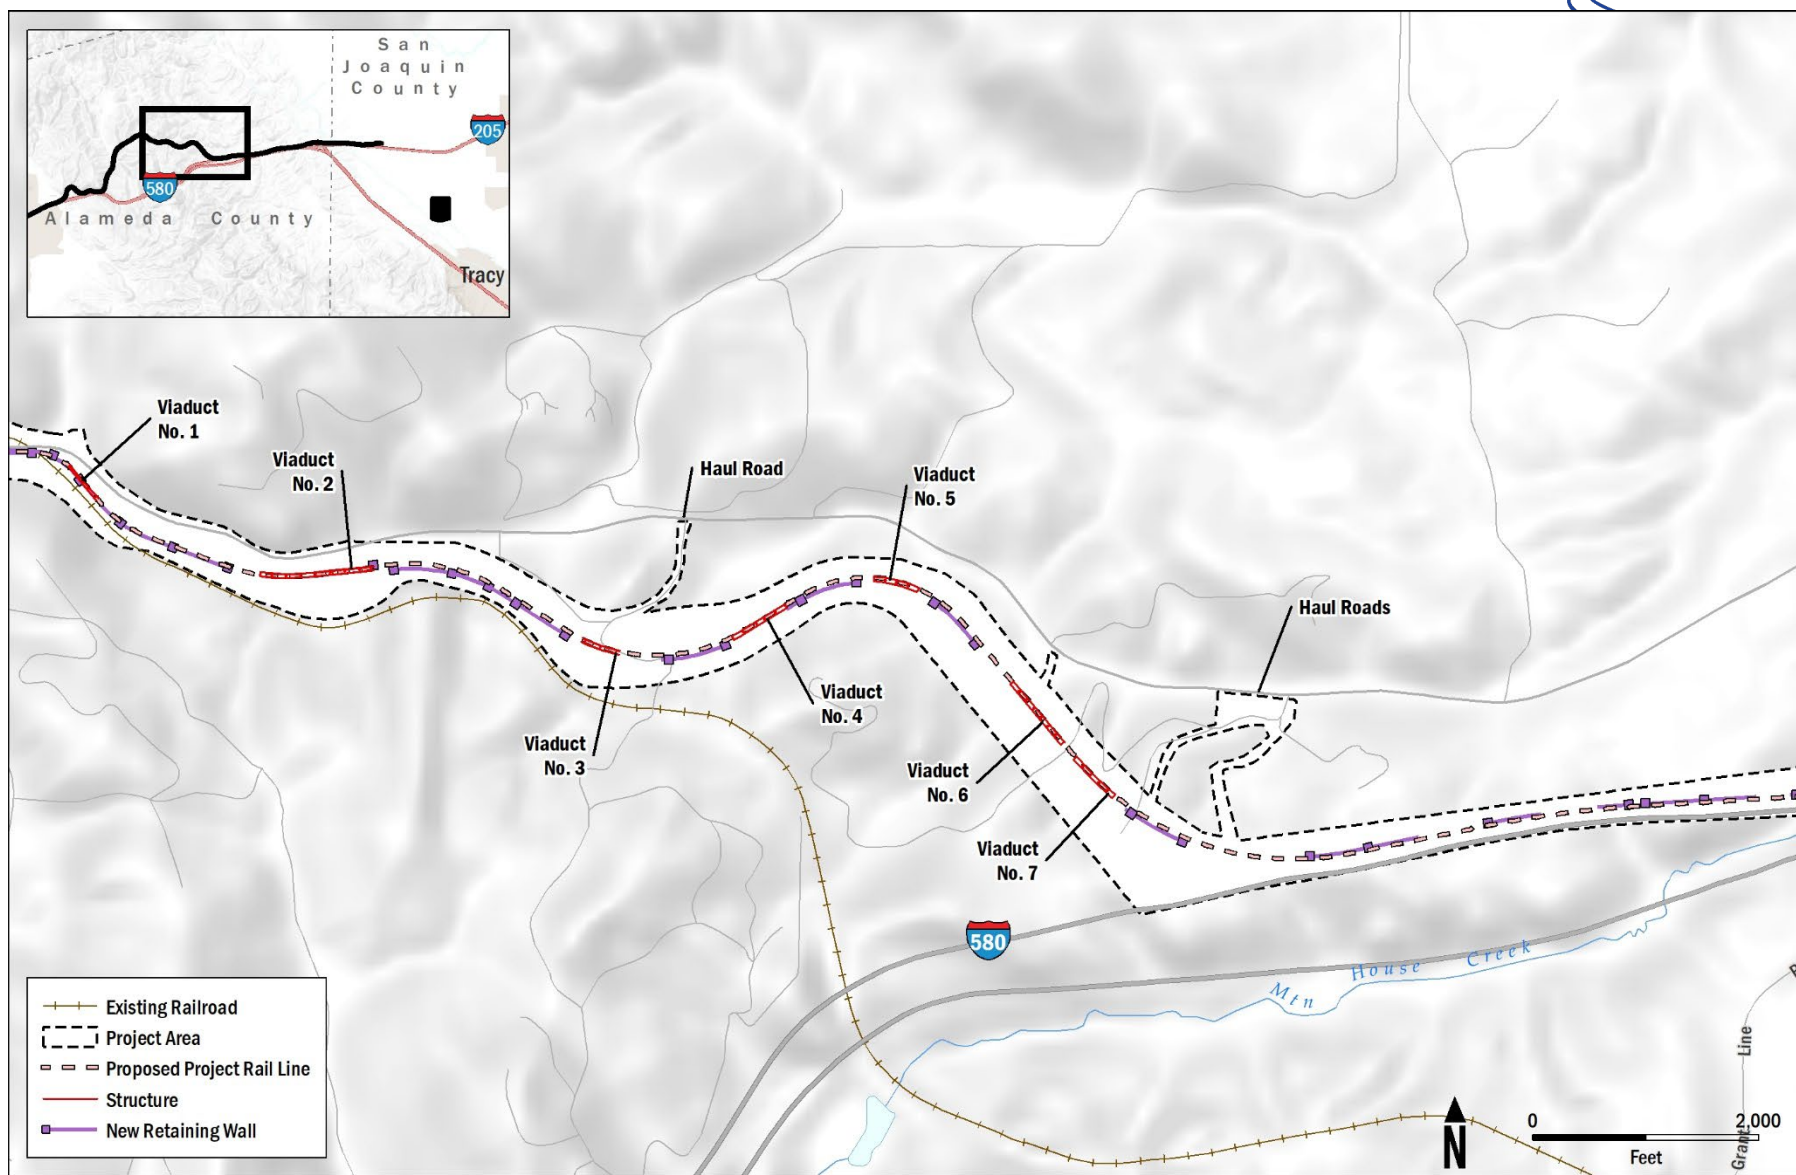 San
Joaquin
County
205
580
Alameda County
Tracy
Viaduct
No. 1
Viaduct
No. 2
Haul Road
Viaduct
No. 5
Haul Roads
Viaduct
No. 4
Viaduct
No. 3
Viaduct
No. 6
Viaduct
No. 7
580
Mtn House Creek
Existing Railroad
Project Area
Proposed Project Rail Line
Structure
New Retaining Wall
N
0 2,000
Feet
Grant Line